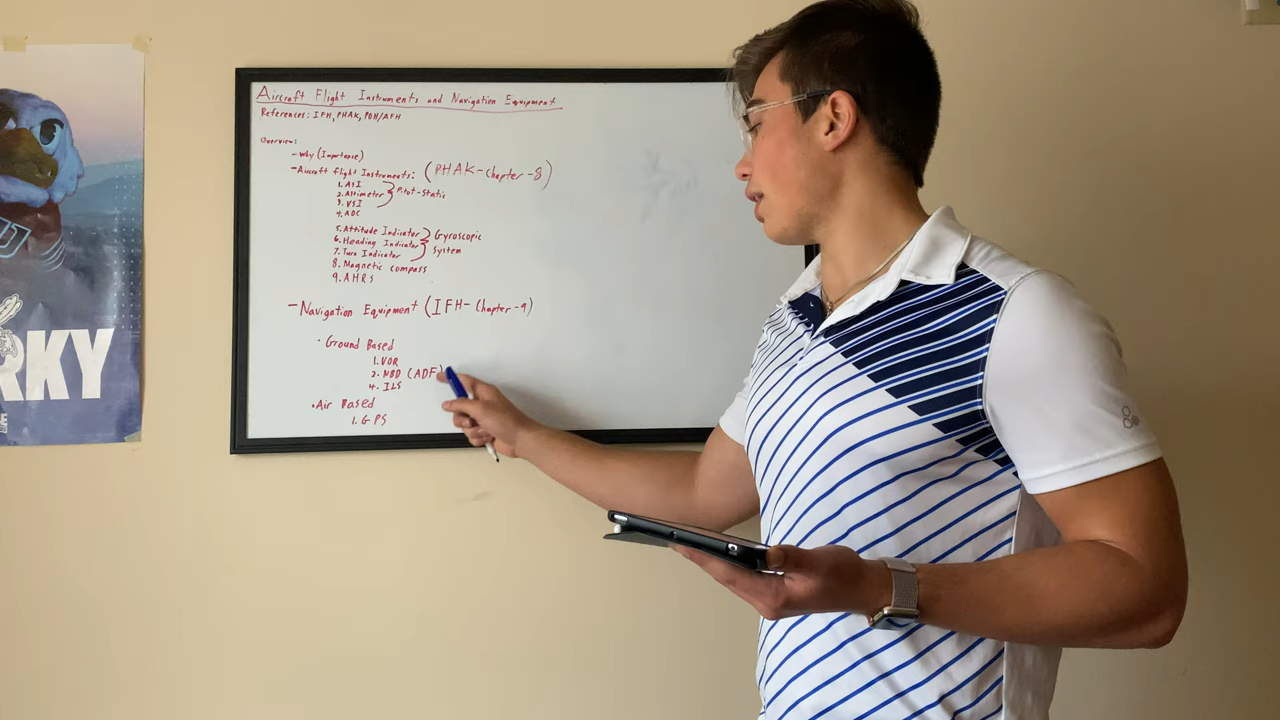 Aircraft Flight Instruments and Navigation Equipment
References: IFH, PHAK, POH/AFH
Overview:
- Why (Importance)
- Aircraft Flight Instruments: (PHAK-Chapter-8)
1. ASI
2. Altimeter
3. VSI
Pitot-Static
4. ADC
5. Attitude Indicator
6. Heading Indicator
7. Turn Indicator
Gyroscopic
System
8. Magnetic compass
9. AHRS
- Navigation Equipment (IFH- Chapter-9)
• Ground Based
1. VOR
2. NBD (ADF)
4. ILS
• Air Based
1. GPS
RKY